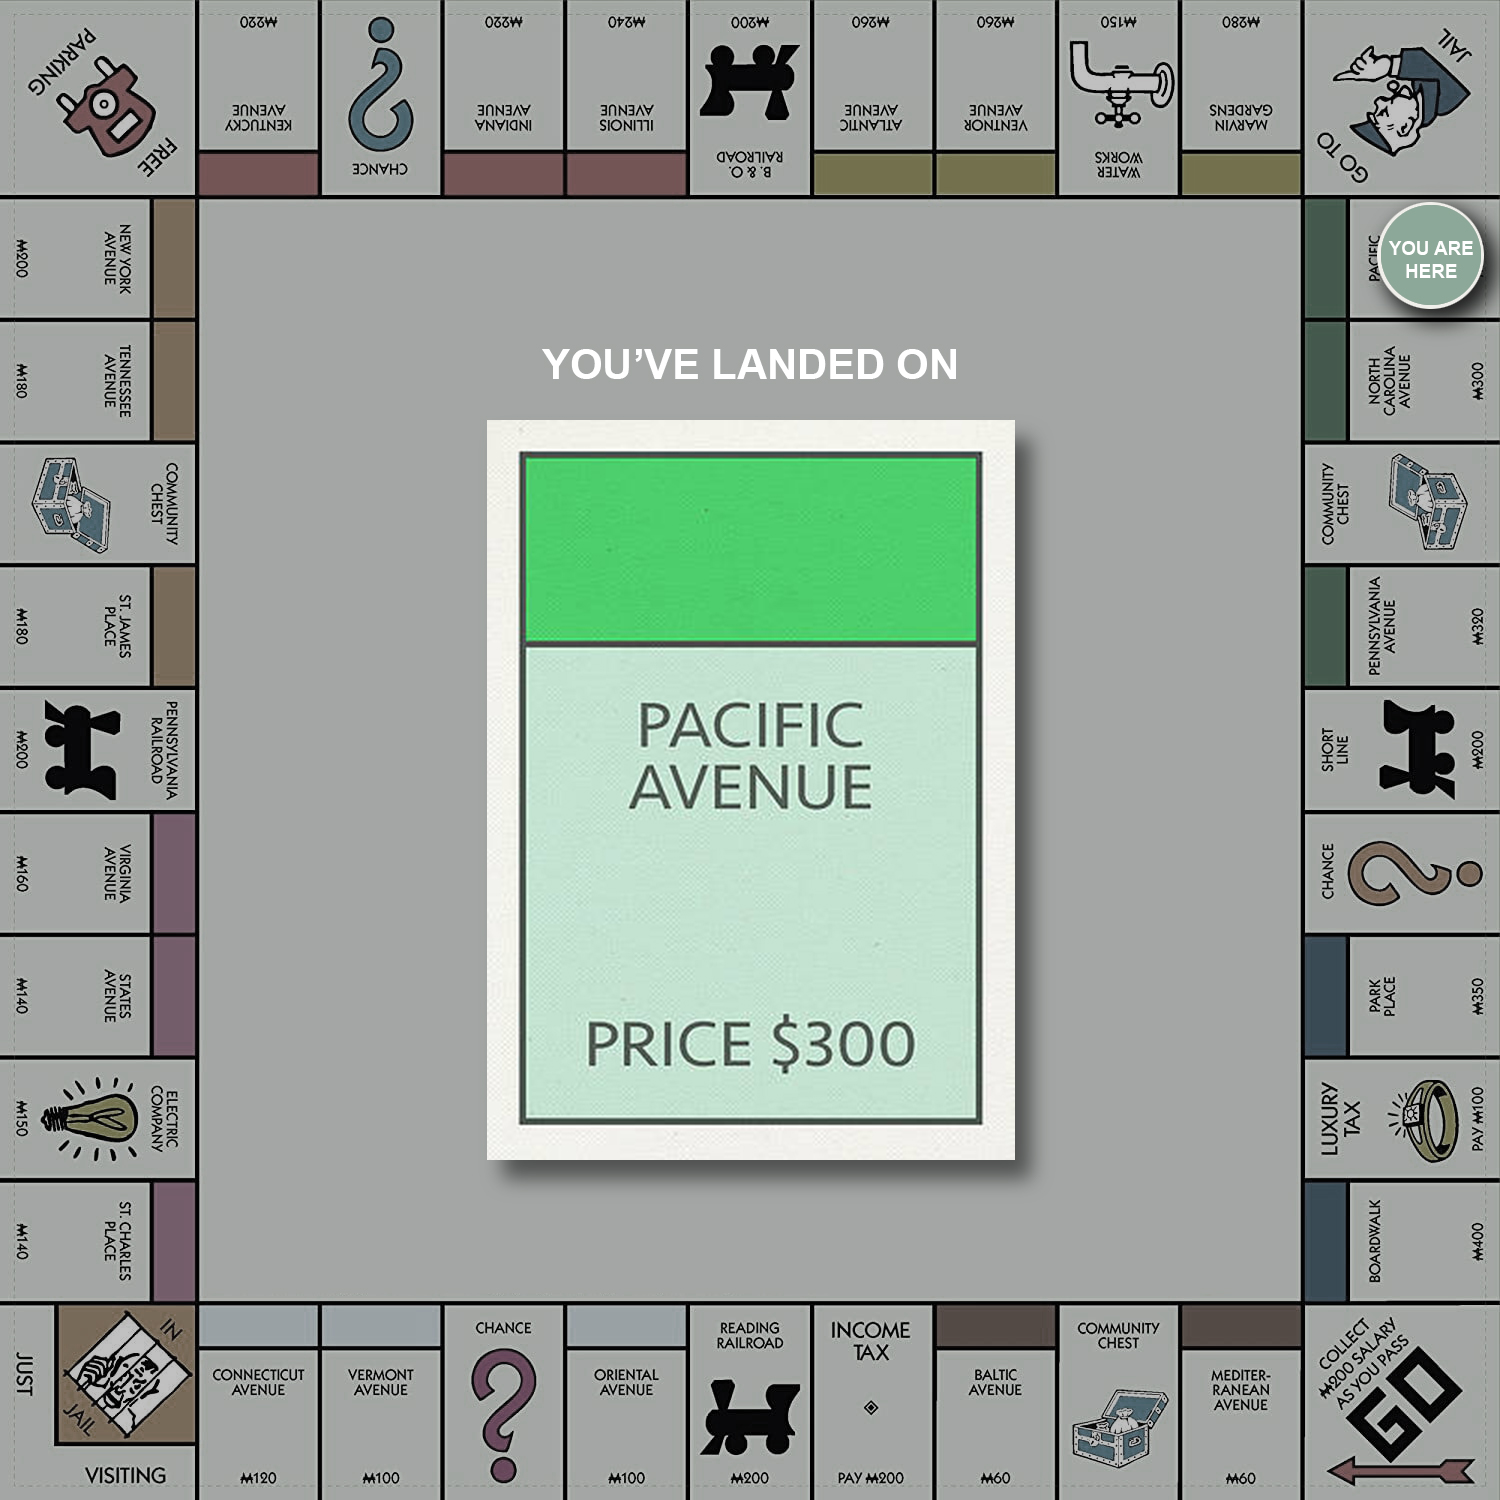 ₩220
KENTUCKY
AVENUE
CHANCE
₩220
INDIANA
AVENUE
₩240
ILLINOIS
AVENUE
₩200
B. & O.
RAILROAD
₩260
ATLANTIC
AVENUE
₩260
VENTNOR
AVENUE
₩150
WATER
WORKS
₩280
MARVIN
GARDENS
FREE
PARKING
GO TO
JAIL
NEW YORK
AVENUE
₩200
TENNESSEE
AVENUE
₩180
COMMUNITY
CHEST
ST. JAMES
PLACE
₩180
PENNSYLVANIA
RAILROAD
₩200
VIRGINIA
AVENUE
₩160
STATES
AVENUE
₩140
ELECTRIC
COMPANY
₩150
ST. CHARLES
PLACE
₩140
YOU'VE LANDED ON
PACIFIC
AVENUE
PRICE $300
PACIFIC
YOU ARE
HERE
NORTH
CAROLINA
AVENUE
₩300
COMMUNITY
CHEST
PENNSYLVANIA
AVENUE
₩320
SHORT
LINE
₩200
CHANCE
PARK
PLACE
₩350
LUXURY
TAX
PAY ₩100
BOARDWALK
₩400
JUST
VISITING
IN
JAIL
CONNECTICUT
AVENUE
₩120
VERMONT
AVENUE
₩100
CHANCE
ORIENTAL
AVENUE
₩100
READING
RAILROAD
₩200
INCOME
TAX
PAY ₩200
BALTIC
AVENUE
₩60
COMMUNITY
CHEST
MEDITER-
RANEAN
AVENUE
₩60
COLLECT
₩200 SALARY
AS YOU PASS
GO